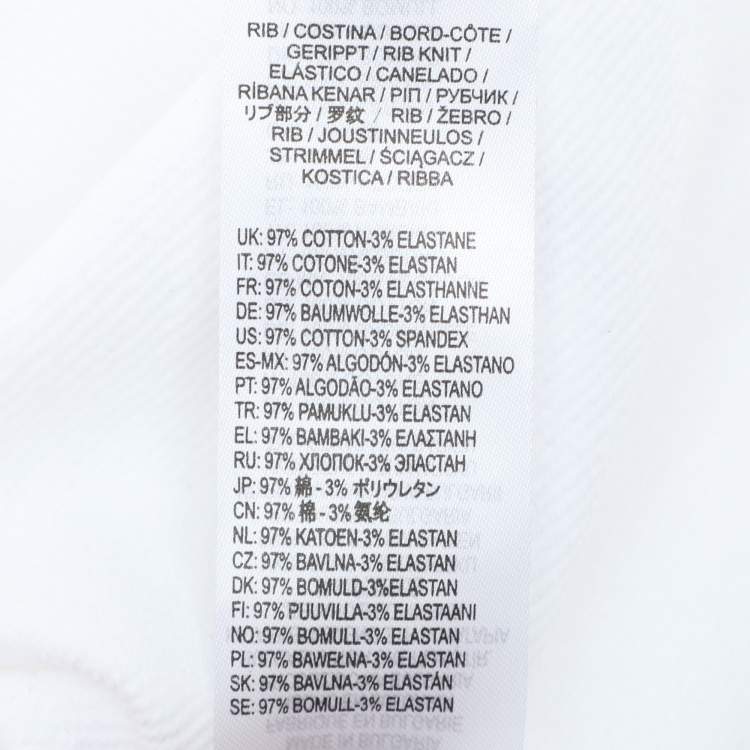 RIB / COSTINA / BORD-CÔTE /
GERIPPT / RIB KNIT /
ELÁSTICO / CANELADO /
RİBANA KENAR / ΡΙΠ / РУБЧИК /
リブ部分 / 罗纹 / RIB / ŽEBRO /
RIB / JOUSTINNEULOS /
STRIMMEL / ŚCIĄGACZ /
KOSTICA / RIBBA
UK: 97% COTTON-3% ELASTANE
IT: 97% COTONE-3% ELASTAN
FR: 97% COTON-3% ELASTHANNE
DE: 97% BAUMWOLLE-3% ELASTHAN
US: 97% COTTON-3% SPANDEX
ES-MX: 97% ALGODÓN-3% ELASTANO
PT: 97% ALGODÃO-3% ELASTANO
TR: 97% PAMUKLU-3% ELASTAN
EL: 97% ΒΑΜΒΑΚΙ-3% ΕΛΑΣΤΑΝΗ
RU: 97% ХЛОПОК-3% ЭЛАСТАН
JP: 97% 綿 - 3% ポリウレタン
CN: 97% 棉 - 3% 氨纶
NL: 97% KATOEN-3% ELASTAN
CZ: 97% BAVLNA-3% ELASTAN
DK: 97% BOMULD-3%ELASTAN
FI: 97% PUUVILLA-3% ELASTAANI
NO: 97% BOMULL-3% ELASTAN
PL: 97% BAWEŁNA-3% ELASTAN
SK: 97% BAVLNA-3% ELASTÁN
SE: 97% BOMULL-3% ELASTAN
FABRIQUÉ EN BULGARIE
MADE IN BULGARIA